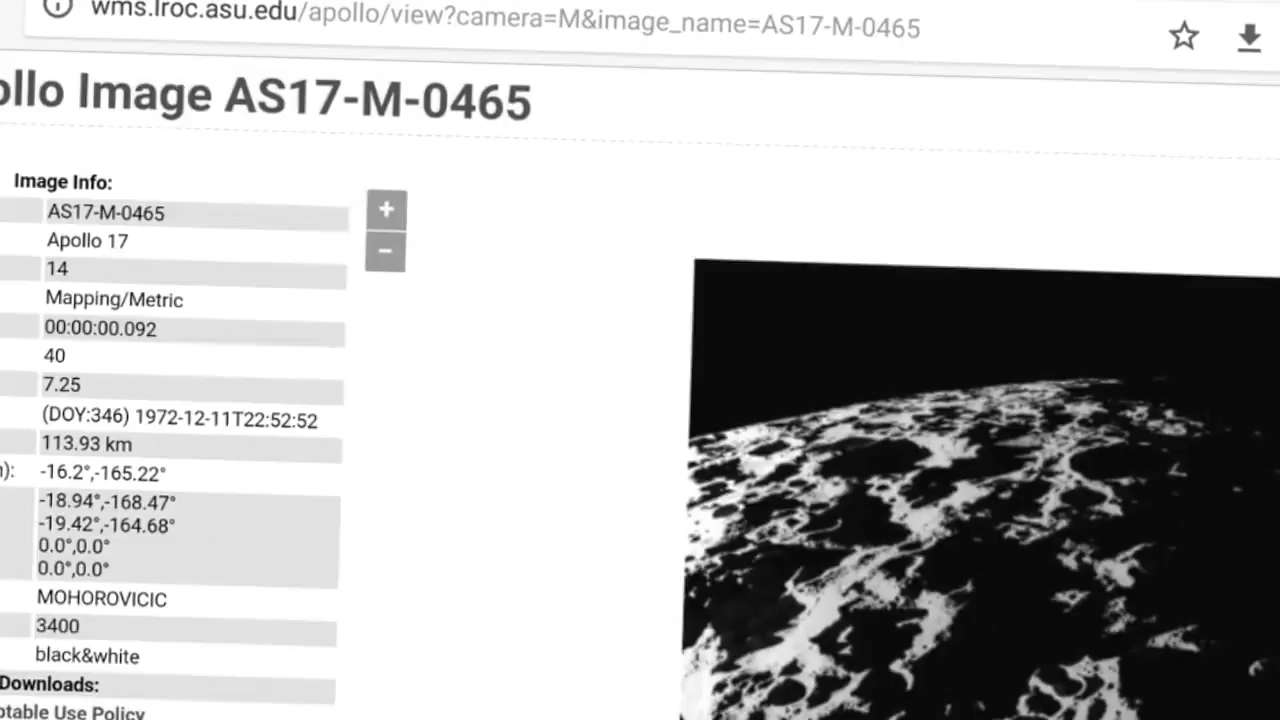 wms.lroc.asu.edu/apollo/view?camera=M&image_name=AS17-M-0465
ollo Image AS17-M-0465
Image Info:
AS17-M-0465
Apollo 17
14
Mapping/Metric
00:00:00.092
40
7.25
(DOY:346) 1972-12-11T22:52:52
113.93 km
): -16.2°,-165.22°
-18.94°,-168.47°
-19.42°,-164.68°
0.0°,0.0°
0.0°,0.0°
MOHOROVICIC
3400
black&white
Downloads:
ptable Use Policy